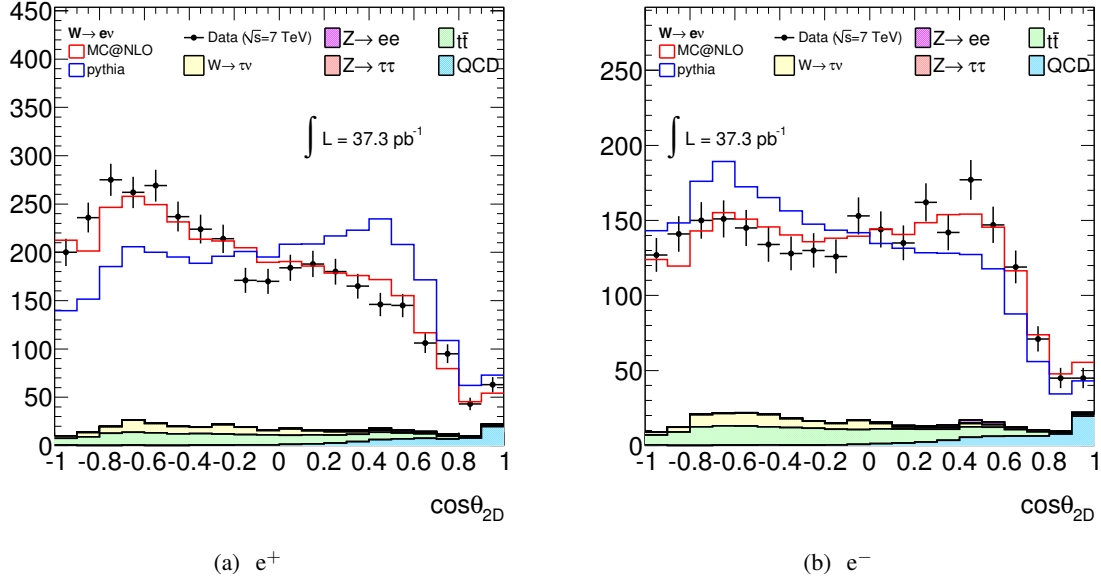 W→ eν
MC@NLO
pythia
Data (√s=7 TeV)
W→ τν
Z→ ee
Z→ ττ
tt̄
QCD
∫ L = 37.3 pb⁻¹
450
400
350
300
250
200
150
100
50
0
-1 -0.8 -0.6 -0.4 -0.2 0 0.2 0.4 0.6 0.8 1
cosθ2D
(a) e⁺
W→ eν
MC@NLO
pythia
Data (√s=7 TeV)
W→ τν
Z→ ee
Z→ ττ
tt̄
QCD
∫ L = 37.3 pb⁻¹
250
200
150
100
50
0
-1 -0.8 -0.6 -0.4 -0.2 0 0.2 0.4 0.6 0.8 1
cosθ2D
(b) e⁻